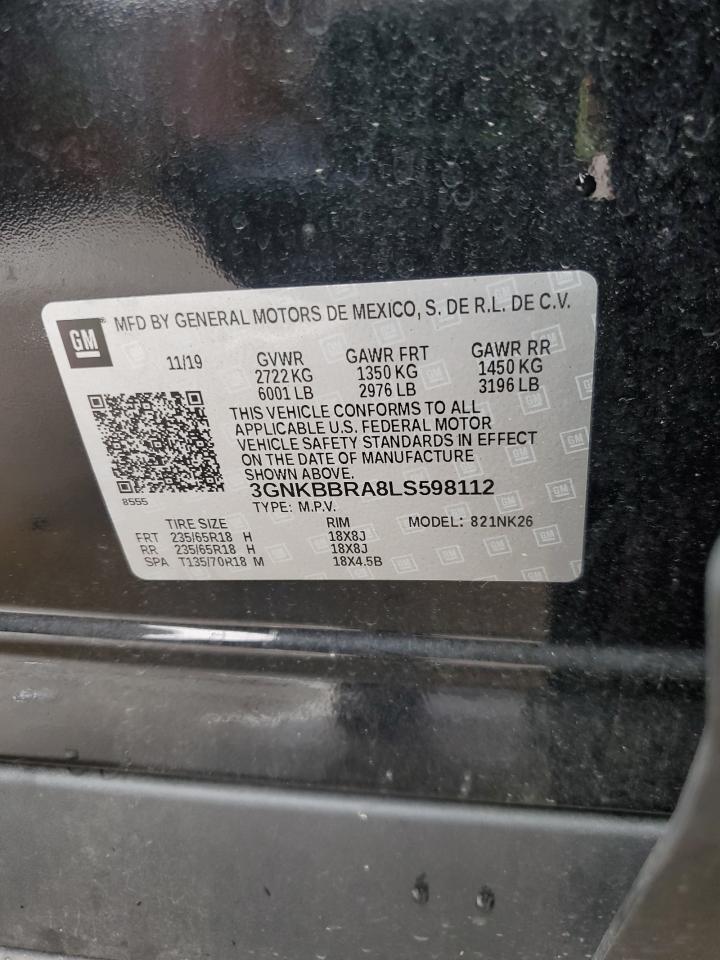 GM MFD BY GENERAL MOTORS DE MEXICO, S. DE R.L. DE C.V.
11/19 GVWR GAWR FRT GAWR RR
2722 KG 1350 KG 1450 KG
6001 LB 2976 LB 3196 LB
THIS VEHICLE CONFORMS TO ALL
APPLICABLE U.S. FEDERAL MOTOR
VEHICLE SAFETY STANDARDS IN EFFECT
ON THE DATE OF MANUFACTURE
SHOWN ABOVE.
3GNKBBRA8LS598112
8555
TYPE: M.P.V.
TIRE SIZE RIM MODEL: 821NK26
FRT 235/65R18 H 18X8J
RR 235/65R18 H 18X8J
SPA T135/70R18 M 18X4.5B